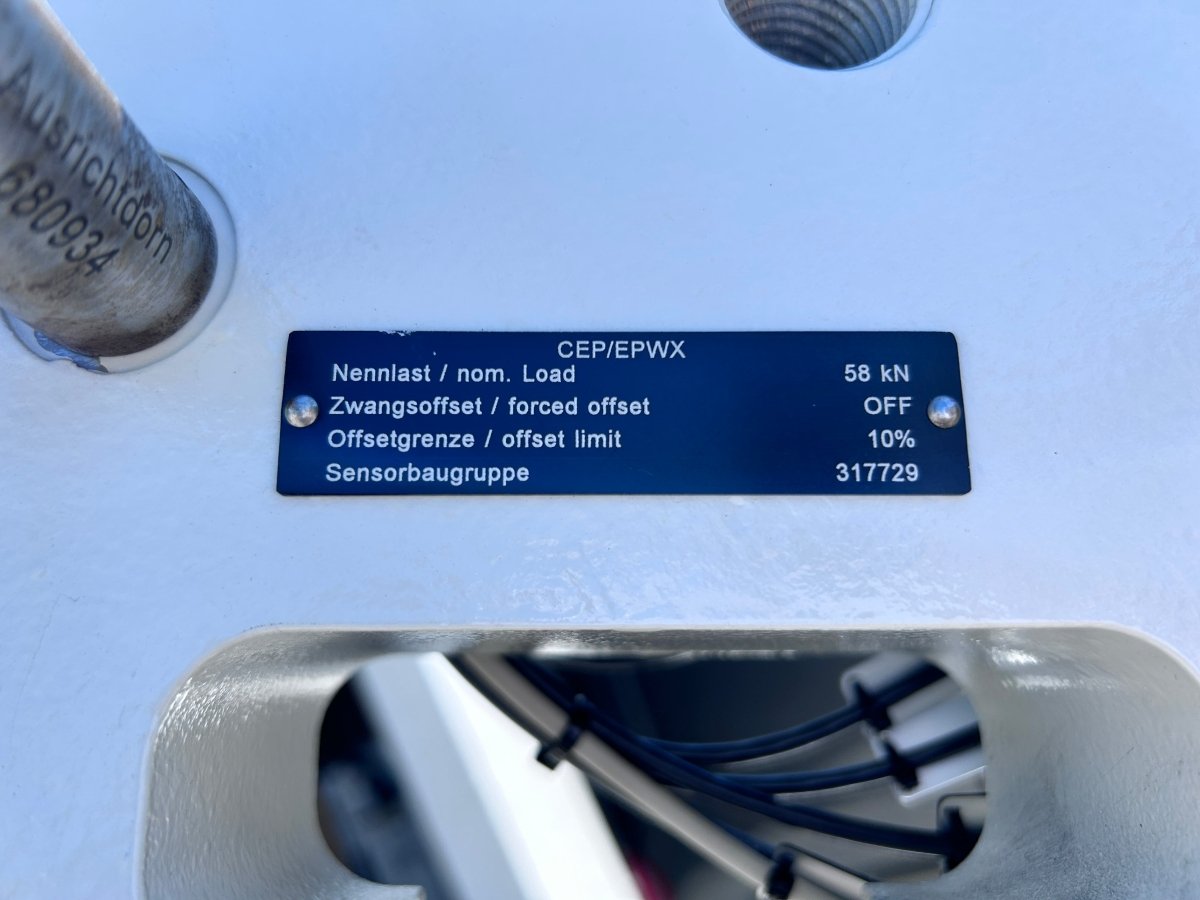 Ausrichtdorn
680934
CEP/EPWX
Nennlast / nom. Load 58 kN
Zwangsoffset / forced offset OFF
Offsetgrenze / offset limit 10%
Sensorbaugruppe 317729